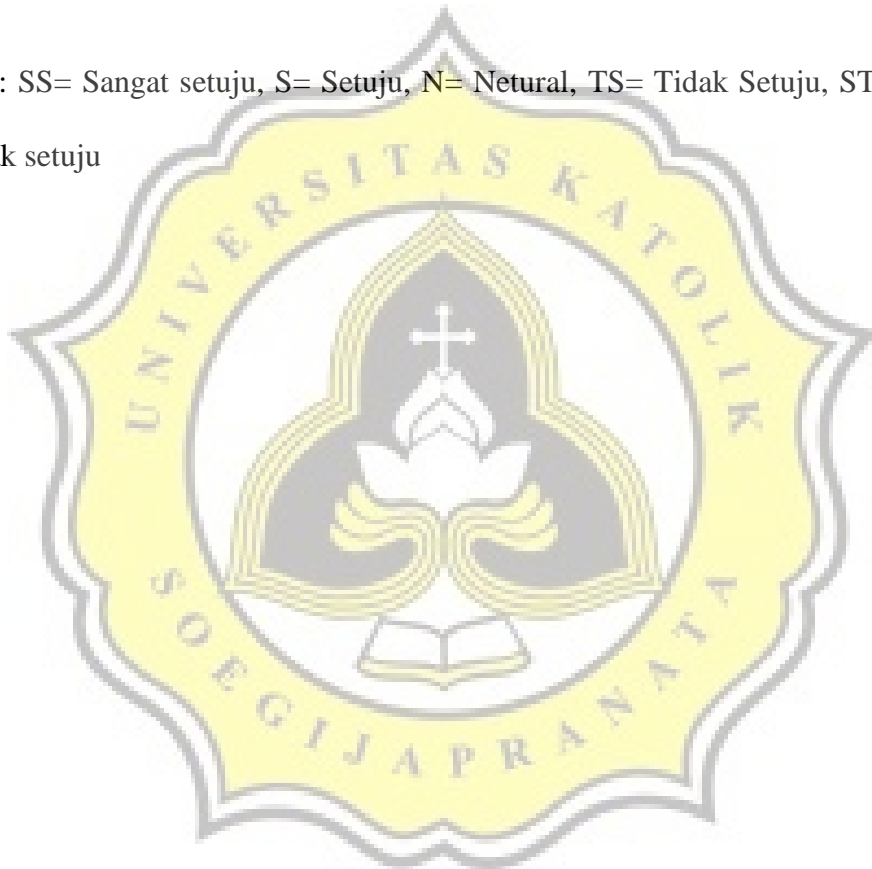 : SS= Sangat setuju, S= Setuju, N= Netural, TS= Tidak Setuju, ST
k setuju
UNIVERSITAS KATOLIK
SOEGIJAPRANATA